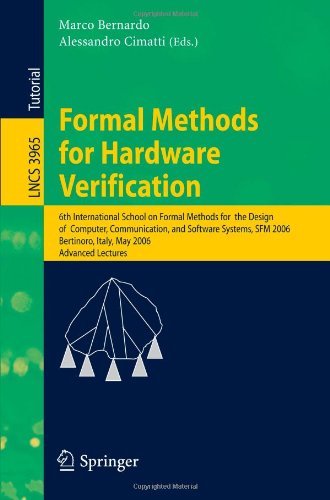 Marco Bernardo
Alessandro Cimatti (Eds.)
Tutorial
LNCS 3965
Formal Methods
for Hardware
Verification
6th International School on Formal Methods for the Design
of Computer, Communication, and Software Systems, SFM 2006
Bertinoro, Italy, May 2006
Advanced Lectures
Springer